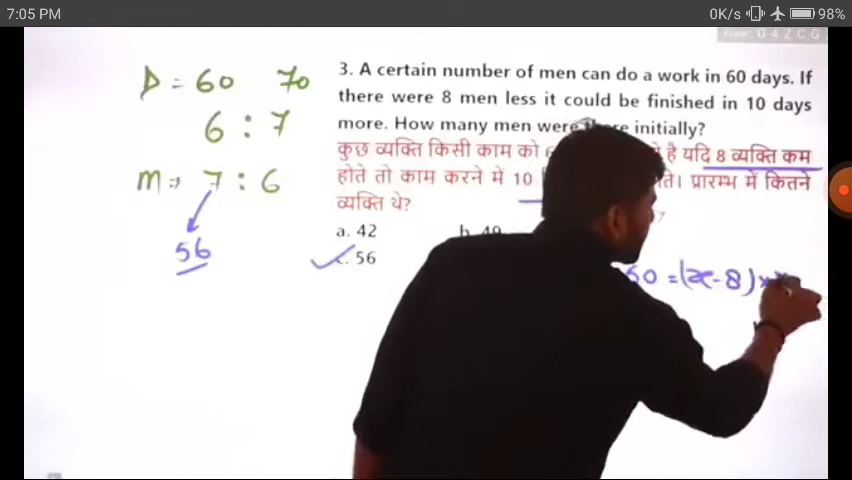 7:05 PM
0K/s 98%
D = 60 70
6 : 7
M ⇒ 7 : 6
56
3. A certain number of men can do a work in 60 days. If
there were 8 men less it could be finished in 10 days
more. How many men were initially?
कुछ व्यक्ति किसी काम को है यदि 8 व्यक्ति कम
होते तो काम करने में 10 प्रारम्भ में कितने
व्यक्ति थे?
a. 42
56
60 = (x - 8) ×